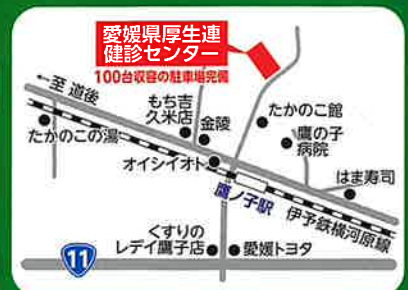 愛媛県厚生連
健診センター
100台収容の駐車場完備
←至 道後
もち吉
久米店
金陵
たかのこ館
鷹の子
病院
たかのこの湯
オイシイオト
はま寿司
鷹ノ子駅
伊予鉄横河原線
くすりの
レデイ鷹子店
愛媛トヨタ
11